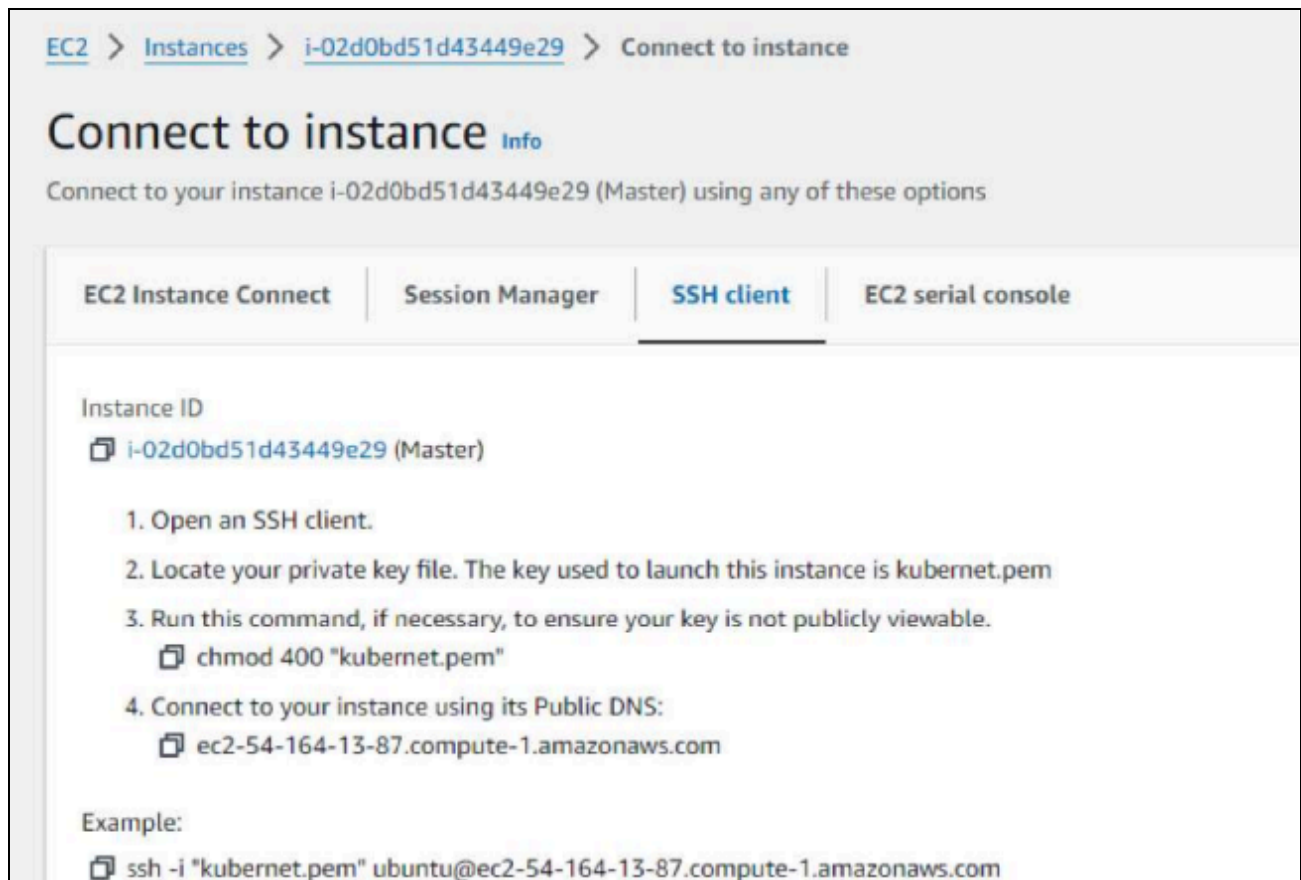 EC2 > Instances > i-02d0bd51d43449e29 > Connect to instance
Connect to instance Info
Connect to your instance i-02d0bd51d43449e29 (Master) using any of these options
EC2 Instance Connect Session Manager SSH client EC2 serial console
Instance ID
i-02d0bd51d43449e29 (Master)
1. Open an SSH client.
2. Locate your private key file. The key used to launch this instance is kubernet.pem
3. Run this command, if necessary, to ensure your key is not publicly viewable.
chmod 400 "kubernet.pem"
4. Connect to your instance using its Public DNS:
ec2-54-164-13-87.compute-1.amazonaws.com
Example:
ssh -i "kubernet.pem" ubuntu@ec2-54-164-13-87.compute-1.amazonaws.com